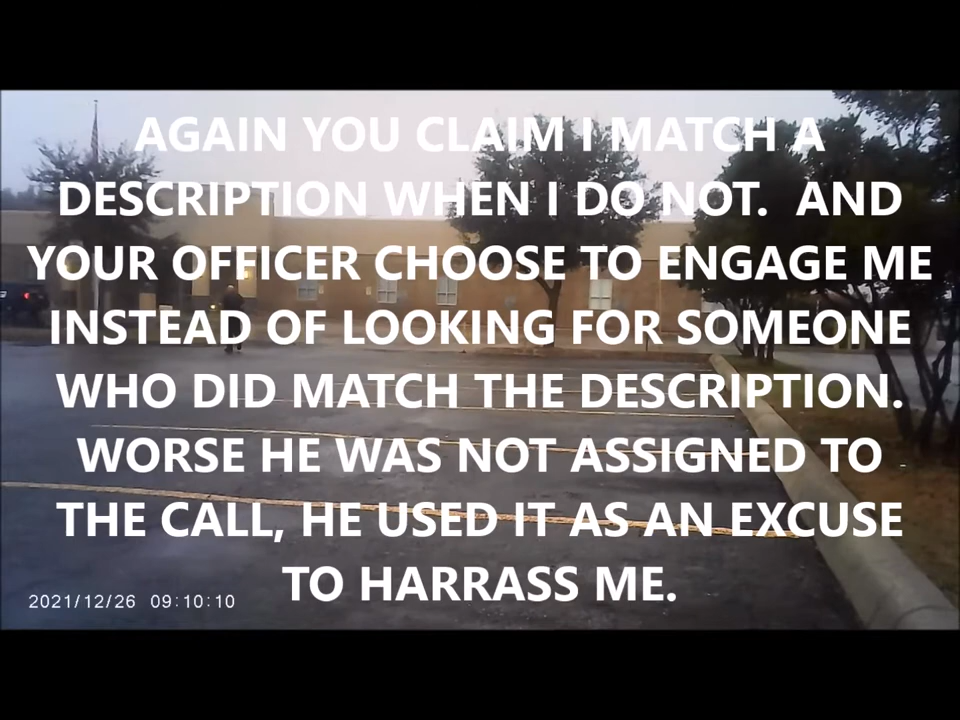 AGAIN YOU CLAIM I MATCH A
DESCRIPTION WHEN I DO NOT.  AND
YOUR OFFICER CHOOSE TO ENGAGE ME
INSTEAD OF LOOKING FOR SOMEONE
WHO DID MATCH THE DESCRIPTION.
WORSE HE WAS NOT ASSIGNED TO
THE CALL, HE USED IT AS AN EXCUSE
TO HARRASS ME.
2021/12/26 09:10:10